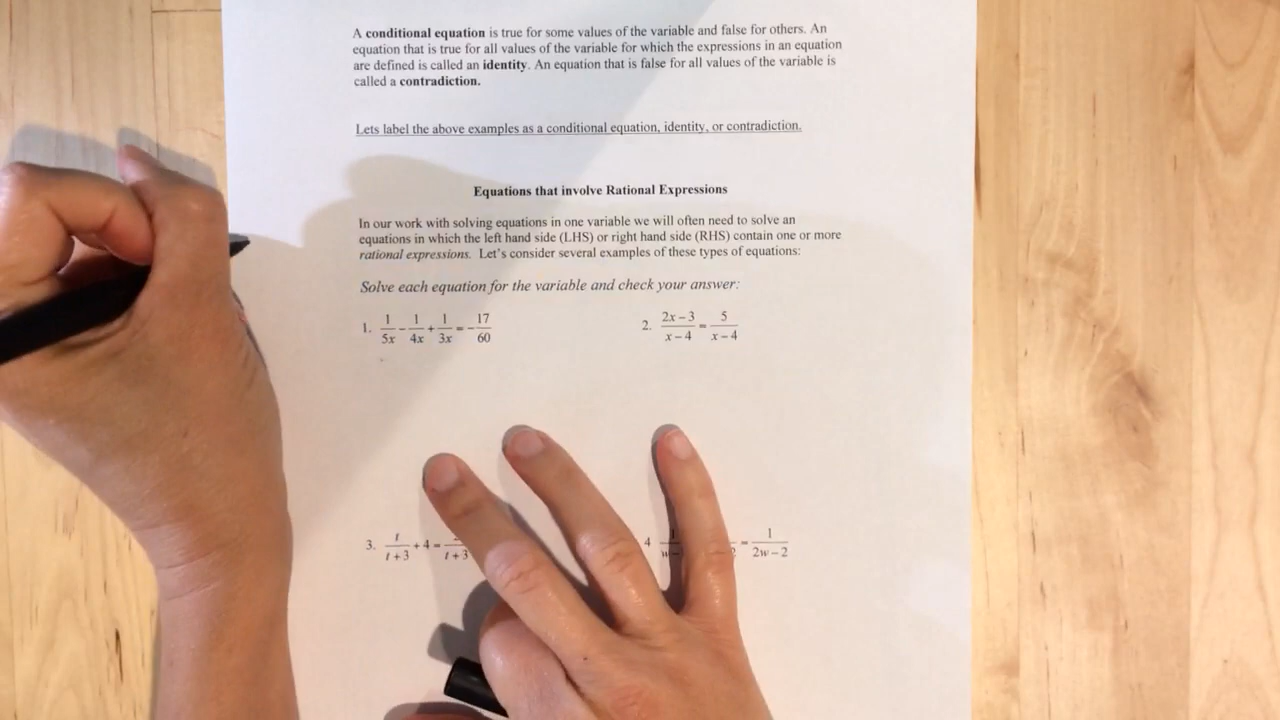 A conditional equation is true for some values of the variable and false for others. An
equation that is true for all values of the variable for which the expressions in an equation
are defined is called an identity. An equation that is false for all values of the variable is
called a contradiction.
Lets label the above examples as a conditional equation, identity, or contradiction.
Equations that involve Rational Expressions
In our work with solving equations in one variable we will often need to solve an
equations in which the left hand side (LHS) or right hand side (RHS) contain one or more
rational expressions. Let's consider several examples of these types of equations:
Solve each equation for the variable and check your answer:
1. 1/5x − 1/4x + 1/3x = −17/60
2. 2x−3/x−4 = 5/x−4
3. t/t+3 + 4 = /t+3
4 = 1/2w−2